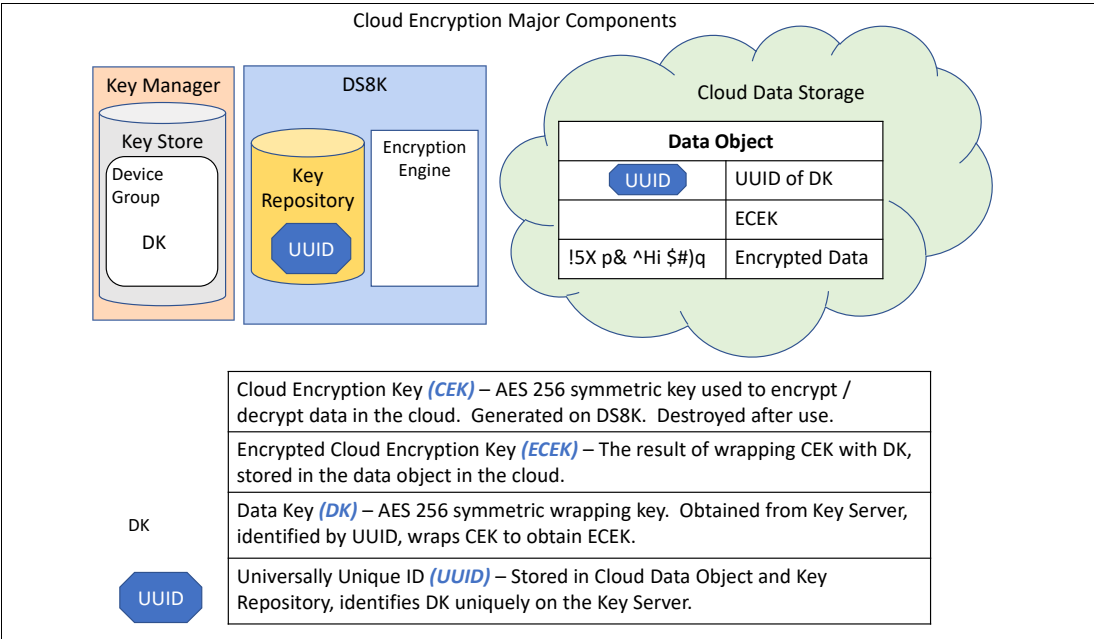 Cloud Encryption Major Components
Key Manager
Key Store
Device
Group
DK
DS8K
Key
Repository
UUID
Encryption
Engine
Cloud Data Storage
Data Object
UUID UUID of DK
ECEK
!5X p& ^Hi $#)q Encrypted Data
Cloud Encryption Key (CEK) – AES 256 symmetric key used to encrypt /
decrypt data in the cloud. Generated on DS8K. Destroyed after use.
Encrypted Cloud Encryption Key (ECEK) – The result of wrapping CEK with DK,
stored in the data object in the cloud.
DK
Data Key (DK) – AES 256 symmetric wrapping key. Obtained from Key Server,
identified by UUID, wraps CEK to obtain ECEK.
UUID
Universally Unique ID (UUID) – Stored in Cloud Data Object and Key
Repository, identifies DK uniquely on the Key Server.